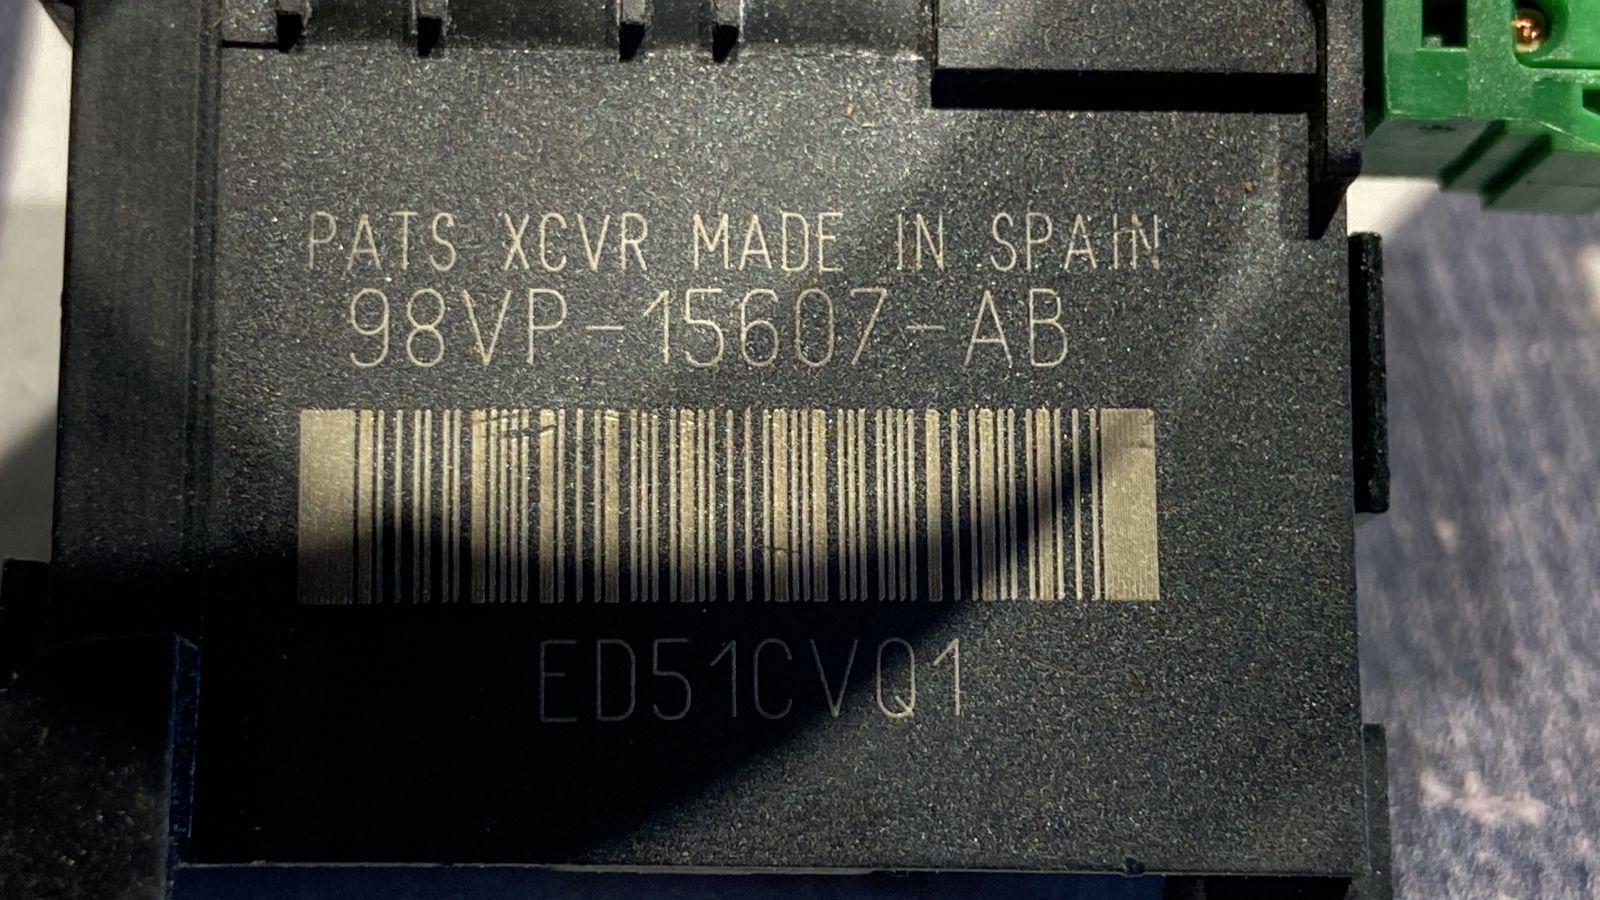 PATS XCVR MADE IN SPAIN
98VP-15607-AB
ED51CVQ1